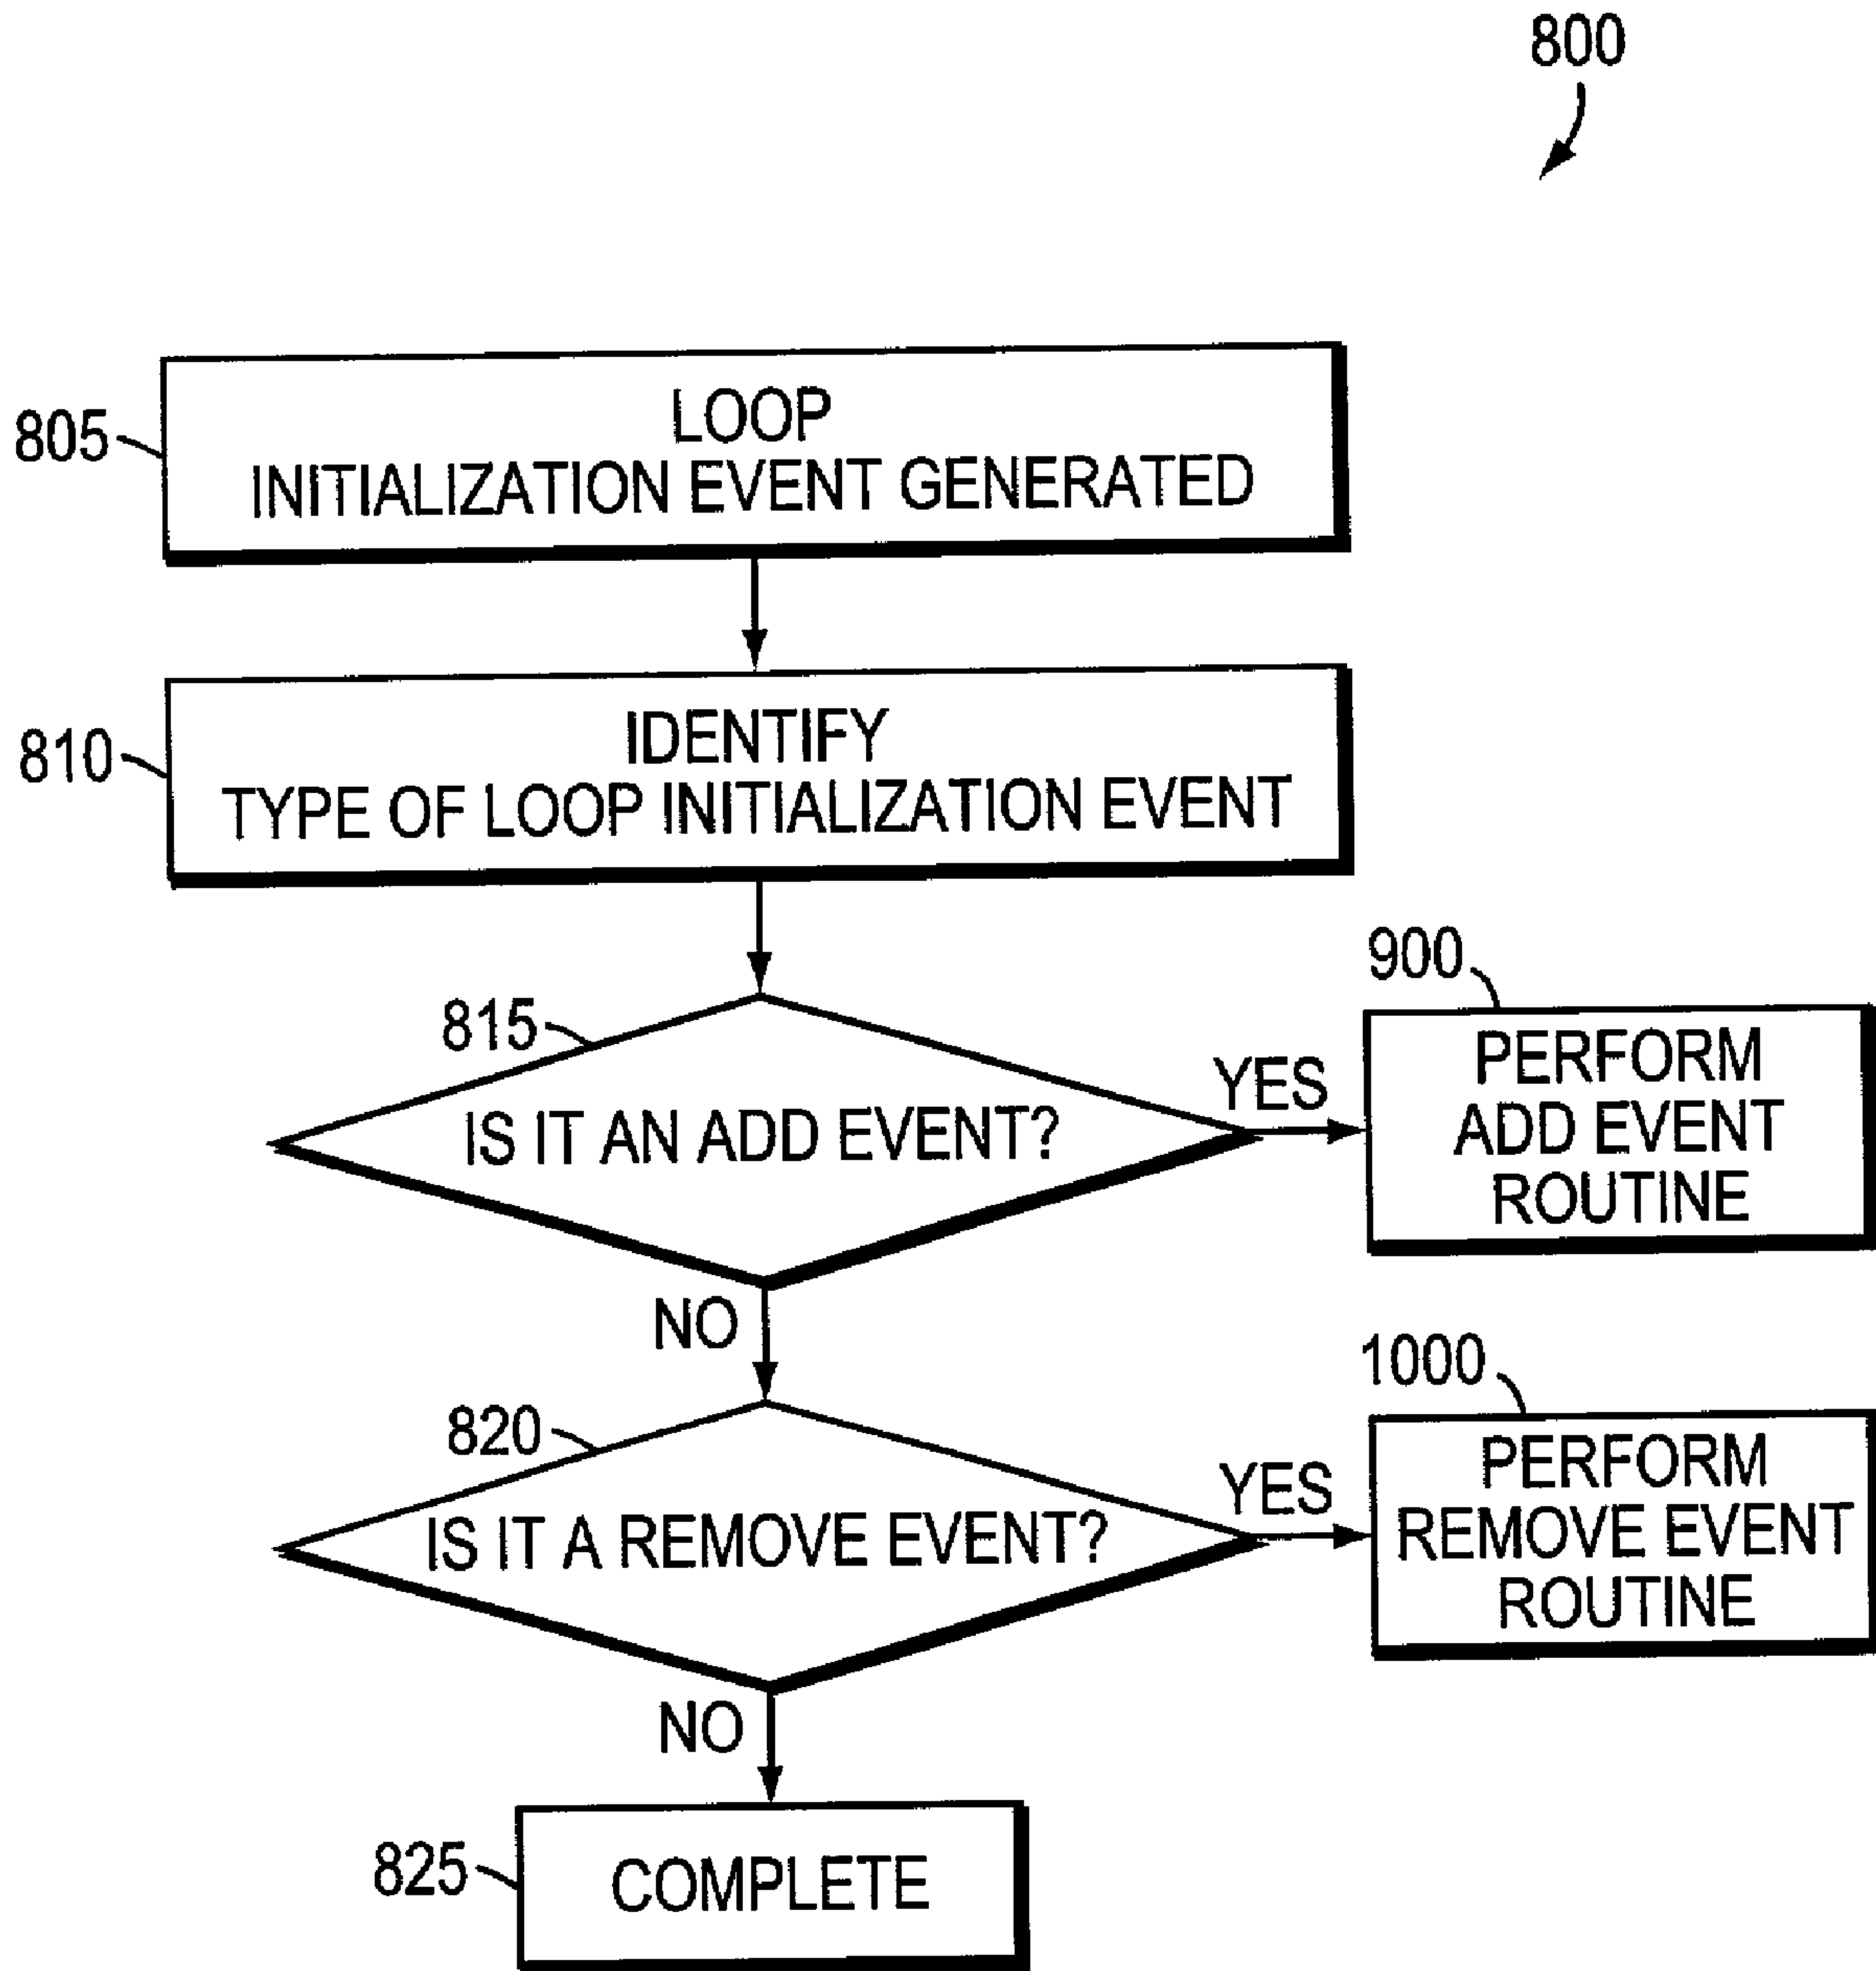 800
805
LOOP
INITIALIZATION EVENT GENERATED
810
IDENTIFY
TYPE OF LOOP INITIALIZATION EVENT
815
IS IT AN ADD EVENT?
YES
900
PERFORM
ADD EVENT
ROUTINE
NO
820
IS IT A REMOVE EVENT?
YES
1000
PERFORM
REMOVE EVENT
ROUTINE
NO
825
COMPLETE